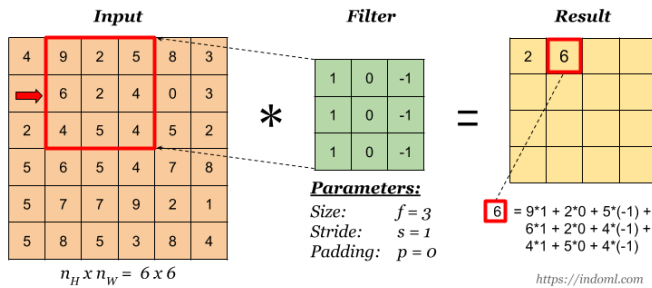 Input Filter Result
4 9 2 5 8 3
6 2 4 0 3
2 4 5 4 5 2
5 6 5 4 7 8
5 7 7 9 2 1
5 8 5 3 8 4
n_H x n_W = 6 x 6
*
1 0 -1
1 0 -1
1 0 -1
Parameters:
Size: f = 3
Stride: s = 1
Padding: p = 0
=
2 6
6 = 9*1 + 2*0 + 5*(-1) +
6*1 + 2*0 + 4*(-1) +
4*1 + 5*0 + 4*(-1)
https://indoml.com